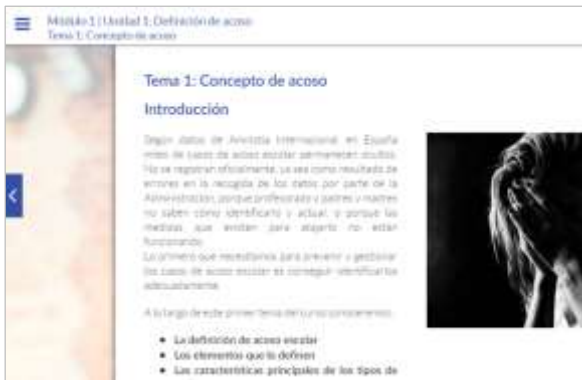 Módulo 1 | Unidad 1: Definición de acoso
Tema 1: Concepto de acoso
Tema 1: Concepto de acoso
Introducción
Según datos de Amnistía Internacional, en España
miles de casos de acoso escolar permanecen ocultos.
No se registran oficialmente, ya sea como resultado de
errores en la recogida de los datos por parte de la
Administración, porque profesorado y padres y madres
no saben cómo identificarlo y actuar, o porque las
medidas que existen para atajarlo no están
funcionando.
Lo primero que necesitamos para prevenir y gestionar
los casos de acoso escolar es conseguir identificarlos
adecuadamente.
A lo largo de este primer tema del curso conoceremos:
La definición de acoso escolar
Los elementos que lo definen
Las características principales de los tipos de